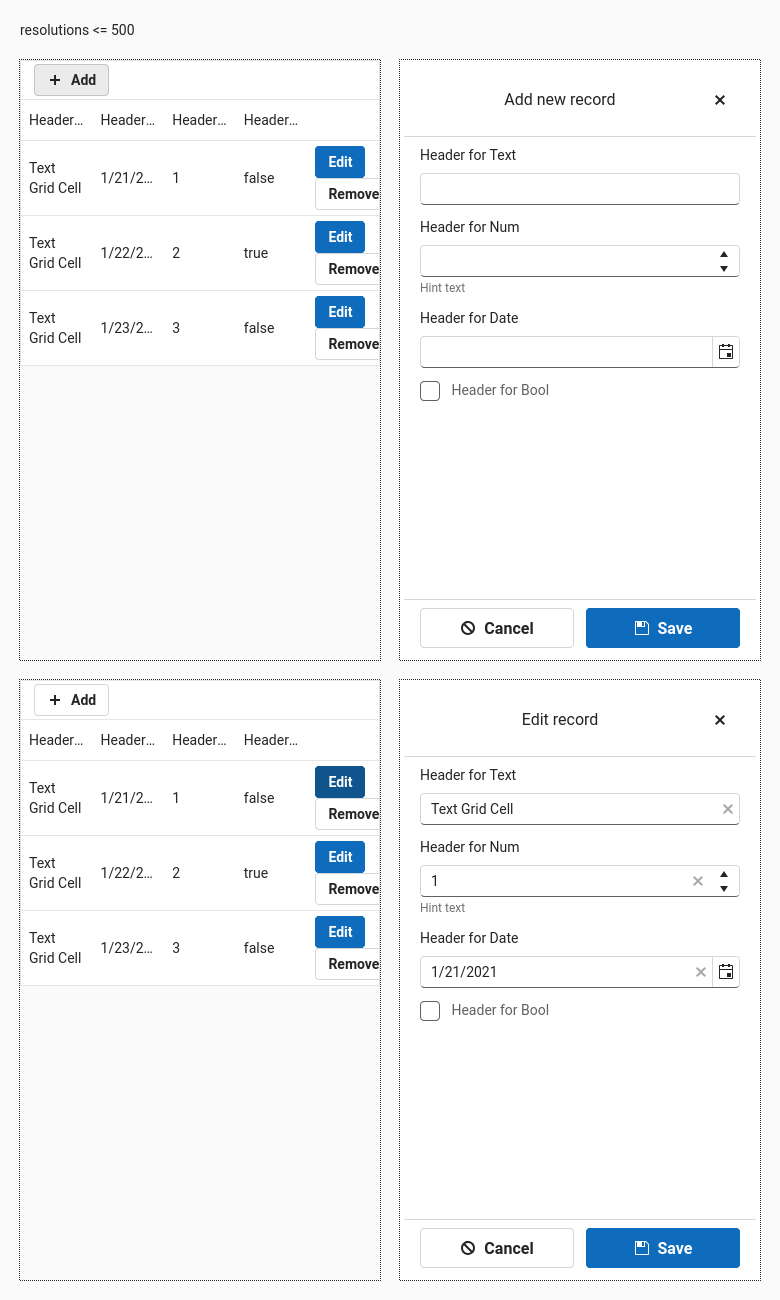 resolutions <= 500
Add
Header... Header... Header... Header...
Text Grid Cell 1/21/2... 1 false Edit Remove
Text Grid Cell 1/22/2... 2 true Edit Remove
Text Grid Cell 1/23/2... 3 false Edit Remove
Add new record
Header for Text
Header for Num
Hint text
Header for Date
Header for Bool
Cancel Save
Add
Header... Header... Header... Header...
Text Grid Cell 1/21/2... 1 false Edit Remove
Text Grid Cell 1/22/2... 2 true Edit Remove
Text Grid Cell 1/23/2... 3 false Edit Remove
Edit record
Header for Text
Text Grid Cell
Header for Num
1
Hint text
Header for Date
1/21/2021
Header for Bool
Cancel Save